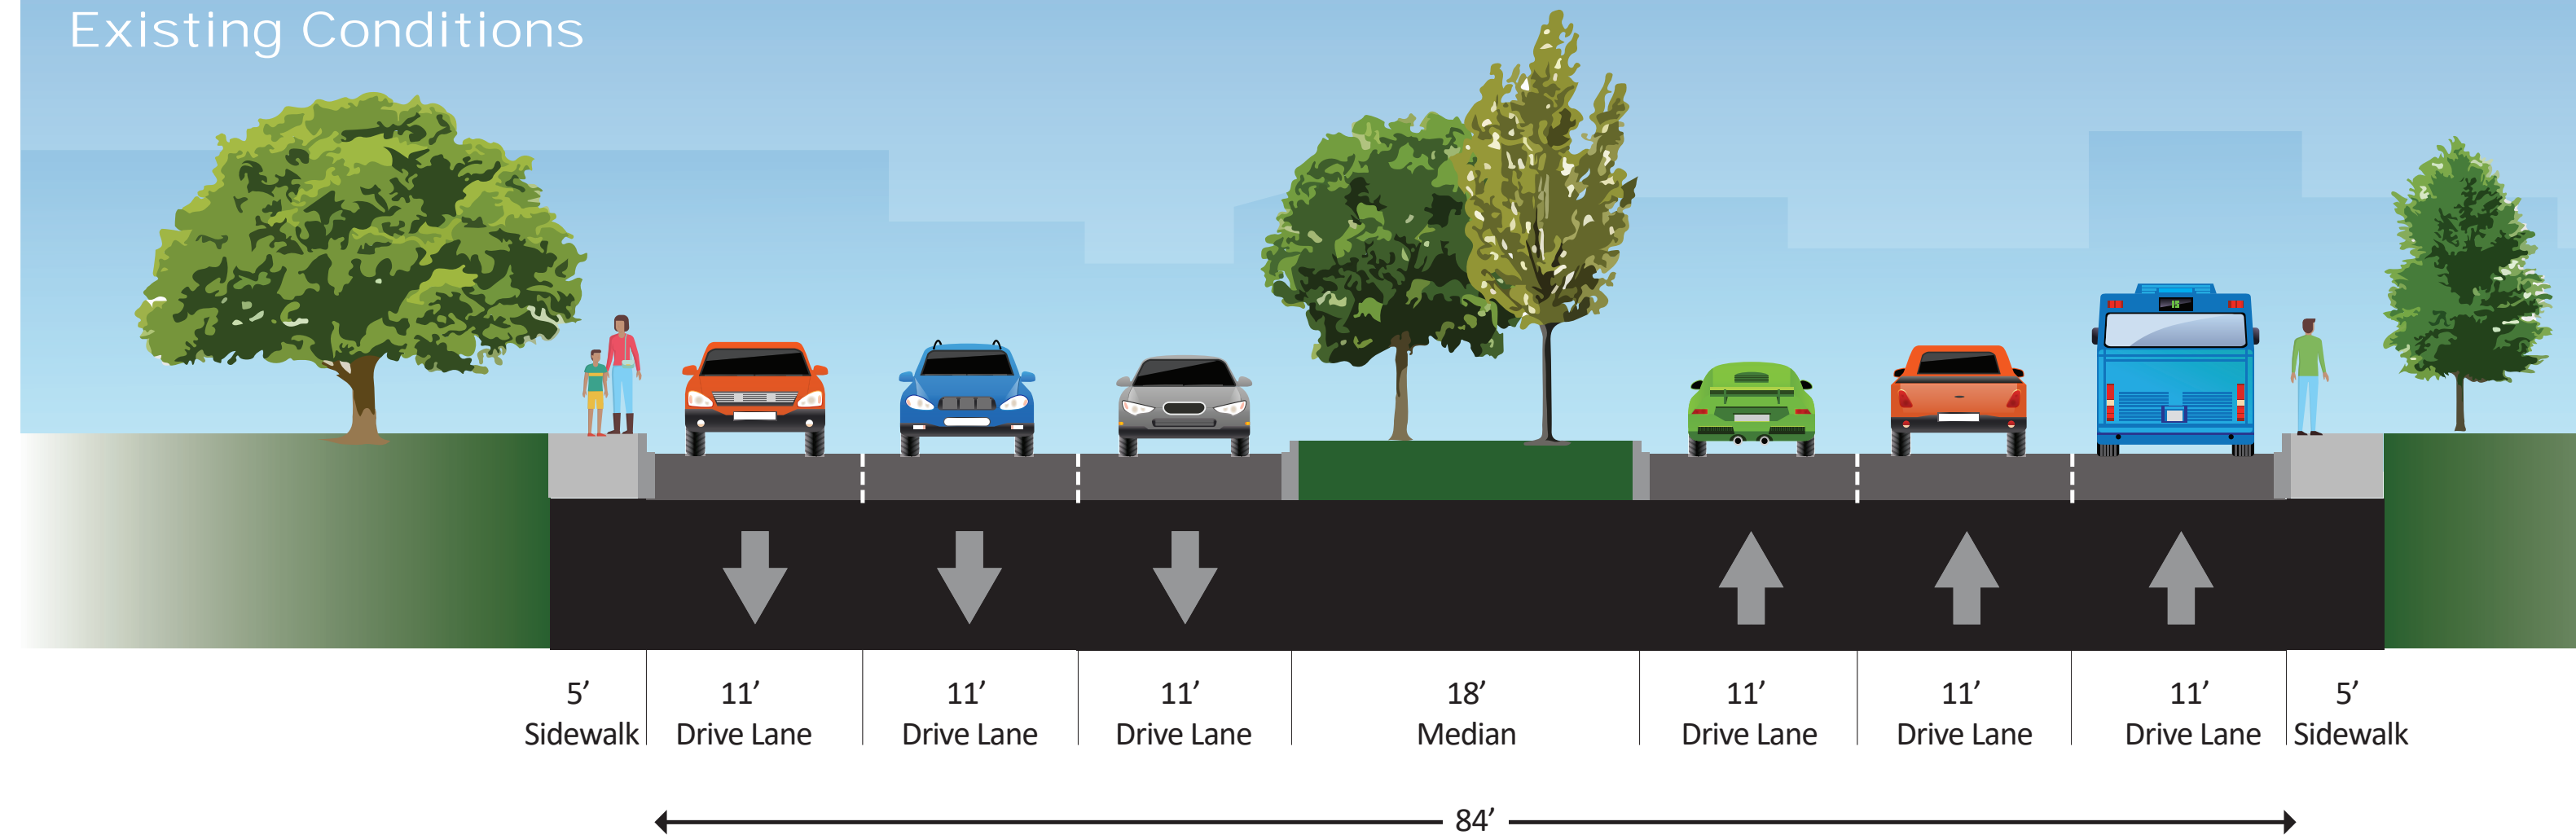 Existing Conditions
15
5’ 11’ 11’ 11’ 18’ 11’ 11’ 11’ 5’
Sidewalk Drive Lane Drive Lane Drive Lane Median Drive Lane Drive Lane Drive Lane Sidewalk
84’